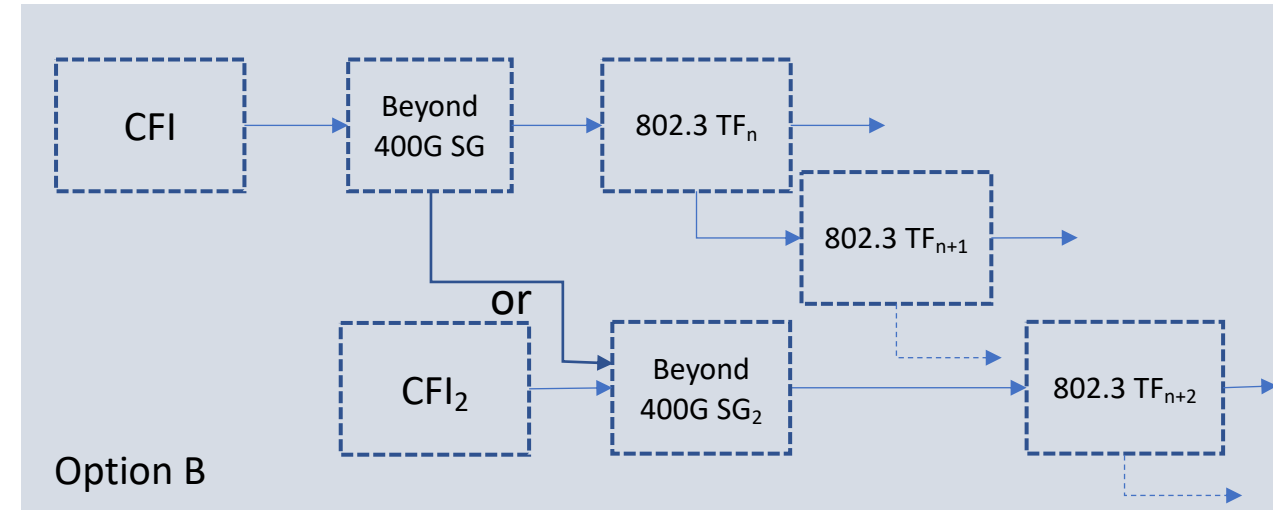 CFI
Beyond
400G SG
802.3 TFₙ
802.3 TFₙ₊₁
or
CFI₂
Beyond
400G SG₂
802.3 TFₙ₊₂
Option B